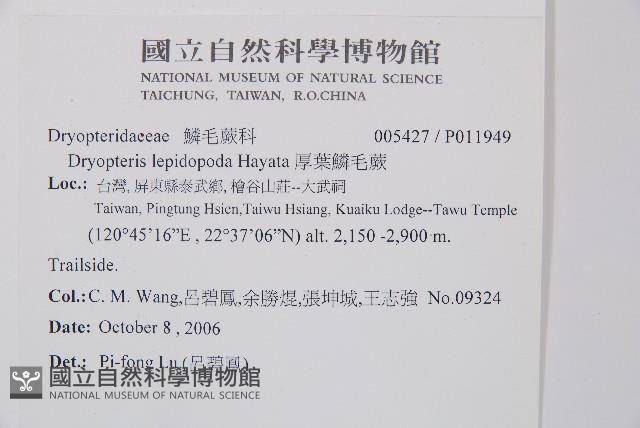 國立自然科學博物館
NATIONAL MUSEUM OF NATURAL SCIENCE
TAICHUNG, TAIWAN, R.O.CHINA
Dryopteridaceae 鱗毛蕨科 005427 / P011949
Dryopteris lepidopoda Hayata 厚葉鱗毛蕨
Loc.: 台灣, 屏東縣泰武鄉, 檜谷山莊--大武祠
Taiwan, Pingtung Hsien,Taiwu Hsiang, Kuaiku Lodge--Tawu Temple
(120°45’16”E , 22°37’06”N) alt. 2,150 -2,900 m.
Trailside.
Col.: C. M. Wang,呂碧鳳,余勝焜,張坤城,王志強 No.09324
Date: October 8 , 2006
Det.: Pi-fong Lu (呂碧鳳)
國立自然科學博物館
NATIONAL MUSEUM OF NATURAL SCIENCE